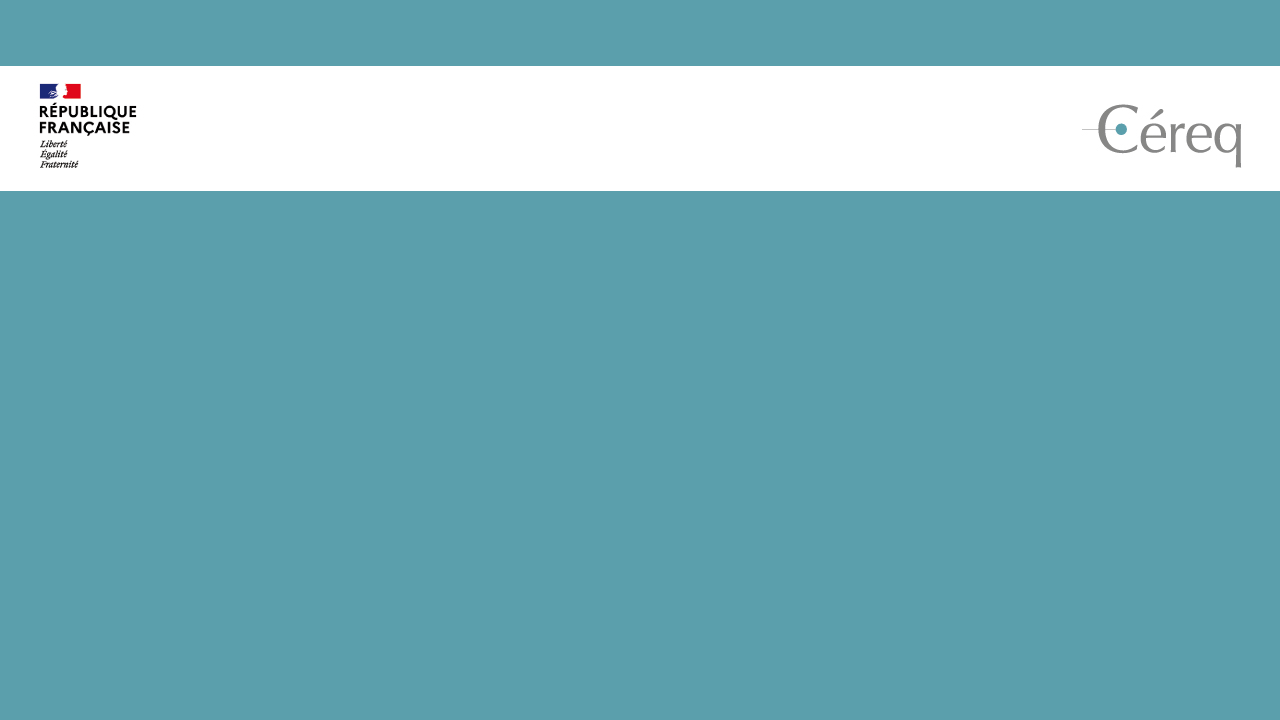 RÉPUBLIQUE
FRANÇAISE
Liberté
Égalité
Fraternité
Céreq